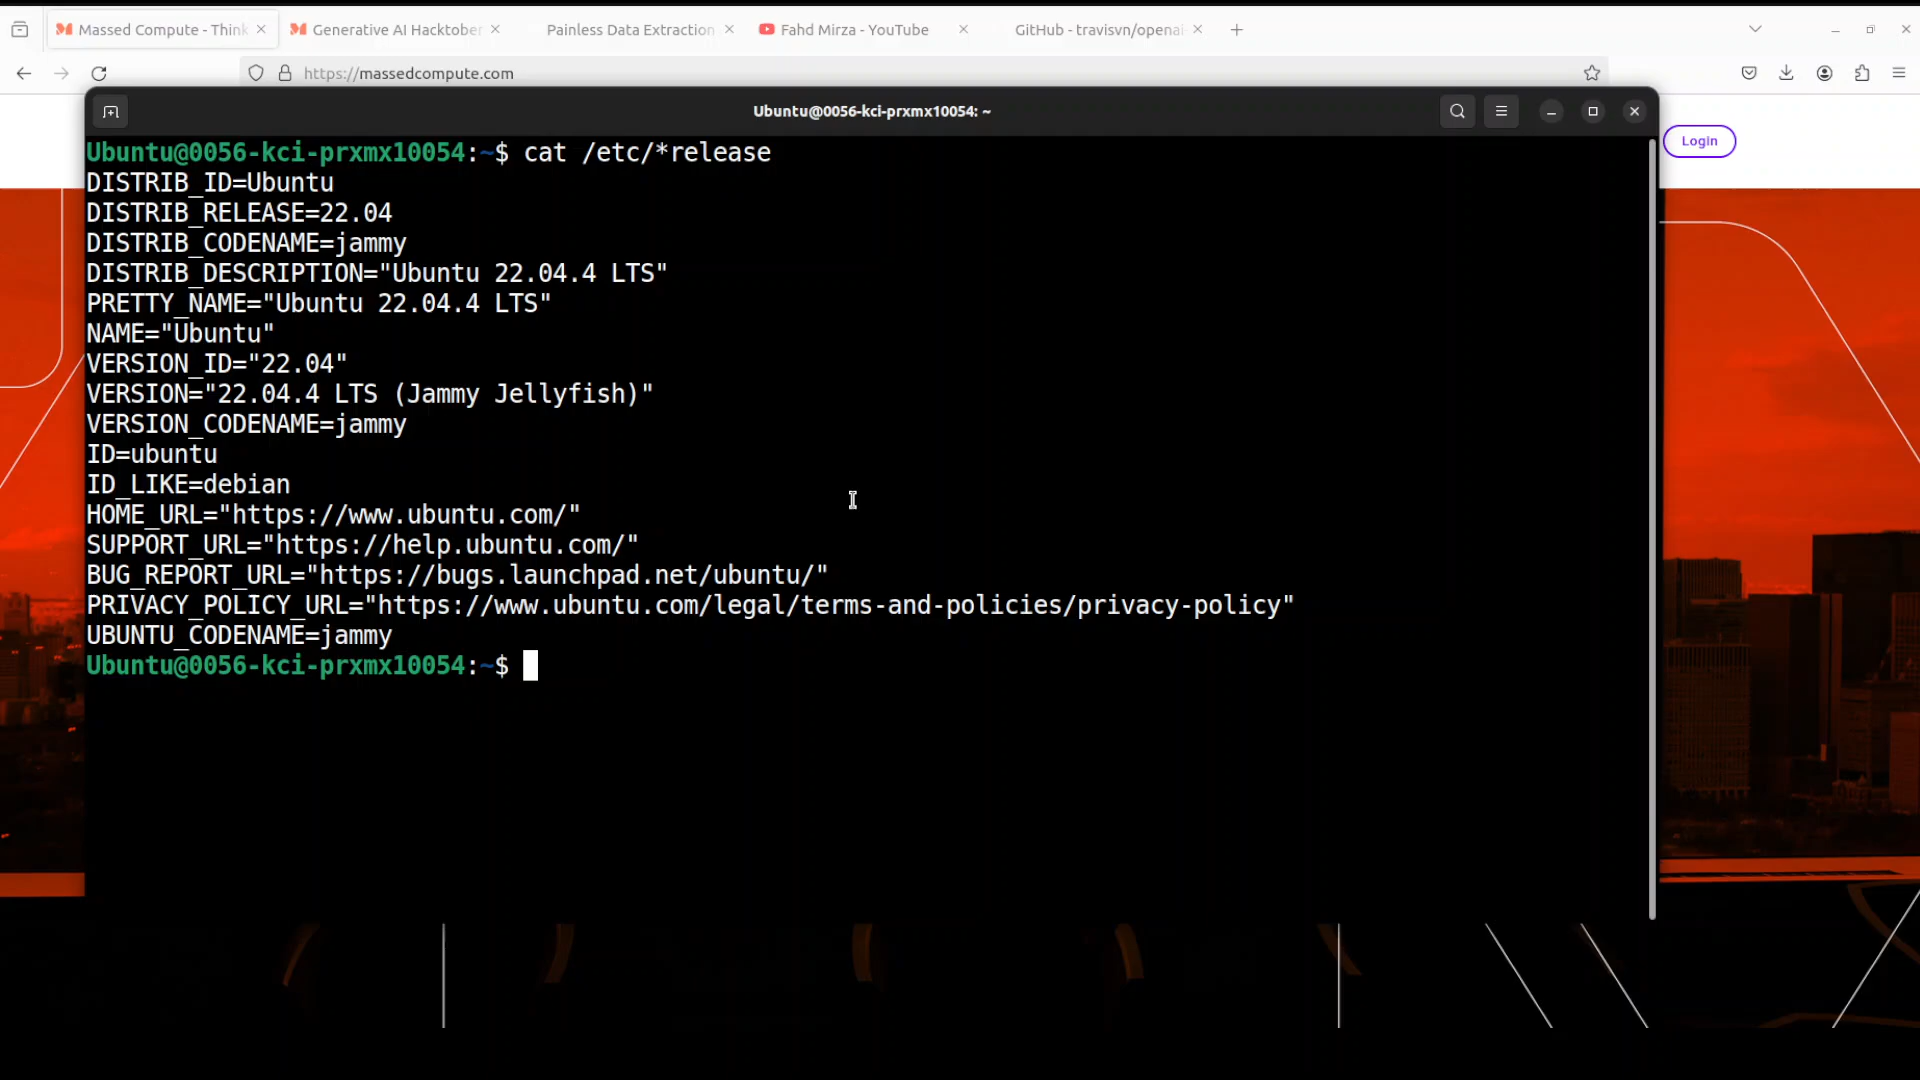 Massed Compute - Think
Generative AI Hacktober
Painless Data Extraction
Fahd Mirza - YouTube
GitHub - travisvn/openai-
https://massedcompute.com
Ubuntu@0056-kci-prxmx10054: ~
Login
Ubuntu@0056-kci-prxmx10054:~$ cat /etc/*release
DISTRIB_ID=Ubuntu
DISTRIB_RELEASE=22.04
DISTRIB_CODENAME=jammy
DISTRIB_DESCRIPTION="Ubuntu 22.04.4 LTS"
PRETTY_NAME="Ubuntu 22.04.4 LTS"
NAME="Ubuntu"
VERSION_ID="22.04"
VERSION="22.04.4 LTS (Jammy Jellyfish)"
VERSION_CODENAME=jammy
ID=ubuntu
ID_LIKE=debian
HOME_URL="https://www.ubuntu.com/"
SUPPORT_URL="https://help.ubuntu.com/"
BUG_REPORT_URL="https://bugs.launchpad.net/ubuntu/"
PRIVACY_POLICY_URL="https://www.ubuntu.com/legal/terms-and-policies/privacy-policy"
UBUNTU_CODENAME=jammy
Ubuntu@0056-kci-prxmx10054:~$